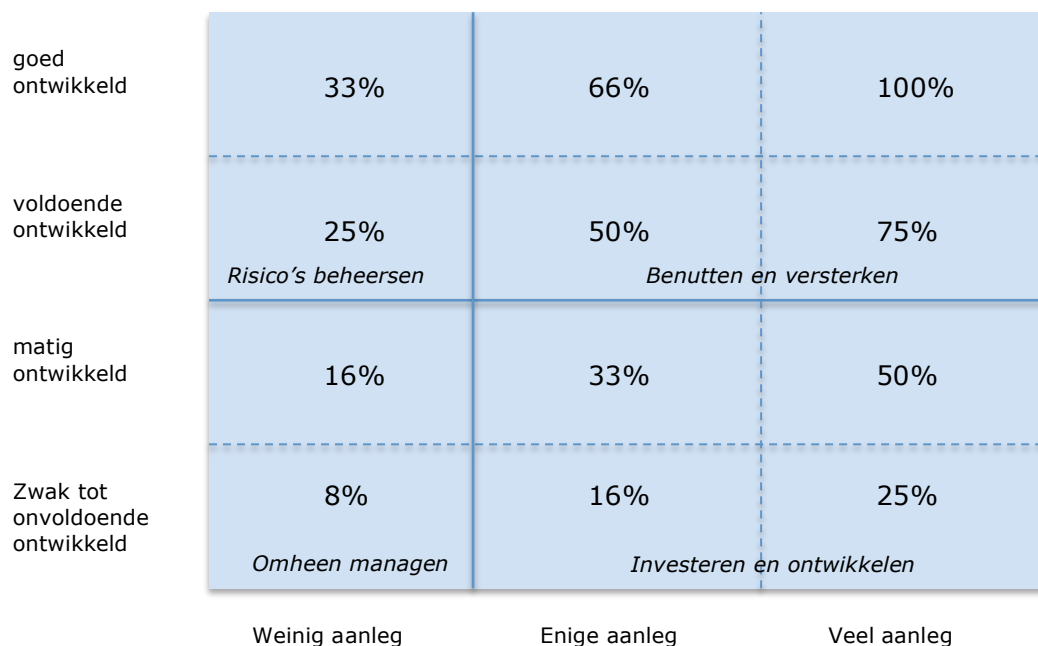 goed
ontwikkeld
33%
66%
100%
voldoende
ontwikkeld
25%
50%
75%
Risico’s beheersen
Benutten en versterken
matig
ontwikkeld
16%
33%
50%
Zwak tot
onvoldoende
ontwikkeld
8%
16%
25%
Omheen managen
Investeren en ontwikkelen
Weinig aanleg
Enige aanleg
Veel aanleg